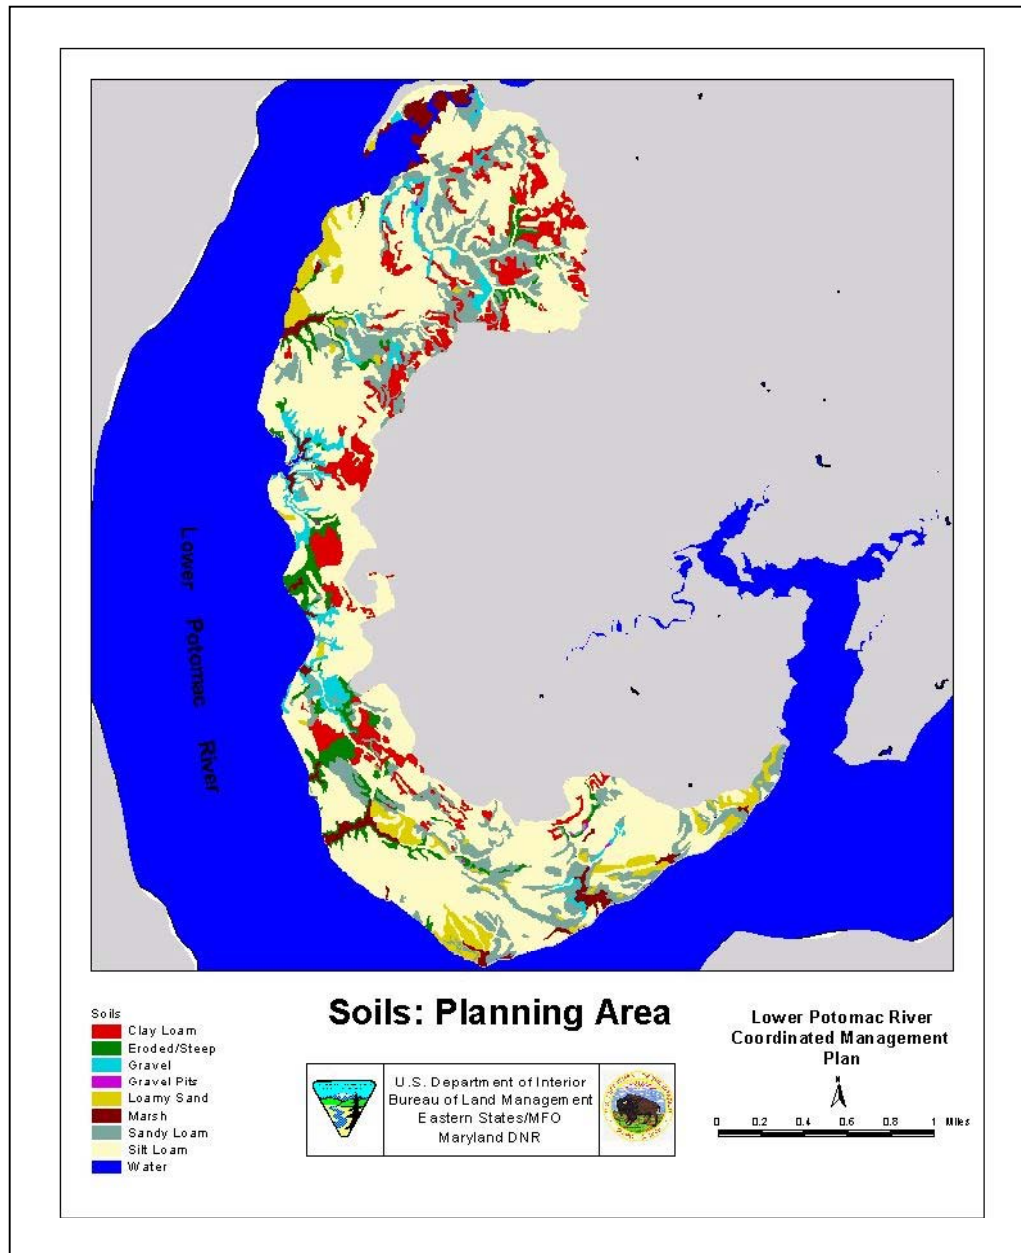 Lower Potomac River
Soils: Planning Area
Soils
Clay Loam
Eroded/Steep
Gravel
Gravel Pits
Loamy Sand
Marsh
Sandy Loam
Silt Loam
Water
U.S. Department of Interior
Bureau of Land Management
Eastern States/MFO
Maryland DNR
Lower Potomac River
Coordinated Management
Plan
N
0 0.2 0.4 0.6 0.8 1 Miles